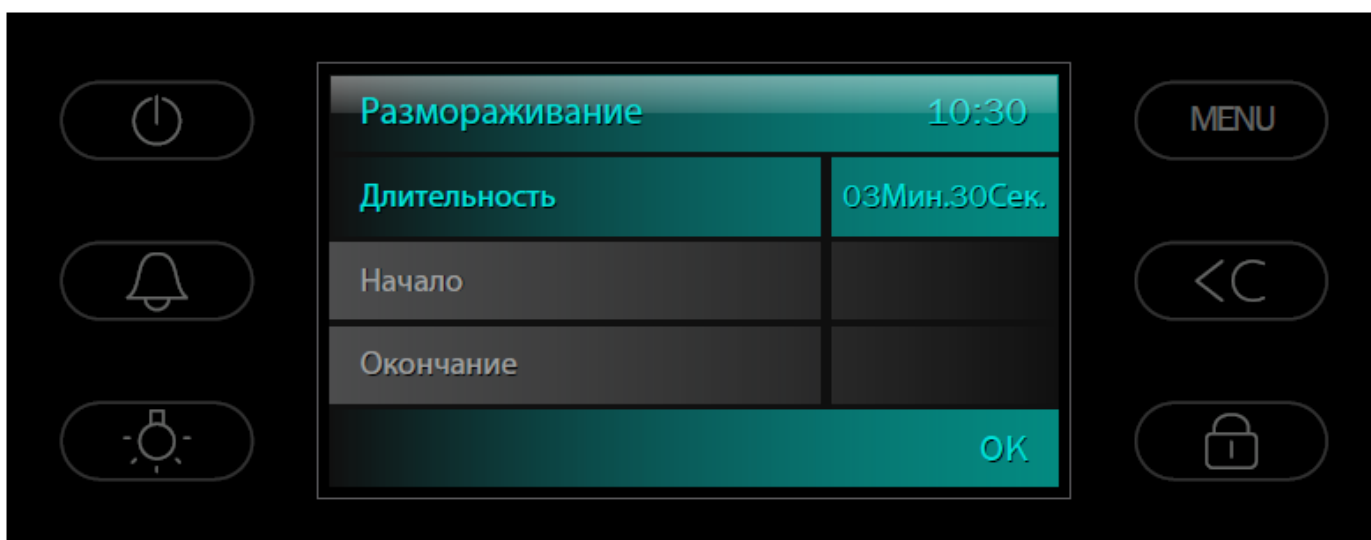 Размораживание 10:30
MENU
Длительность 03Мин.30Сек.
Начало
<C
Окончание
OK